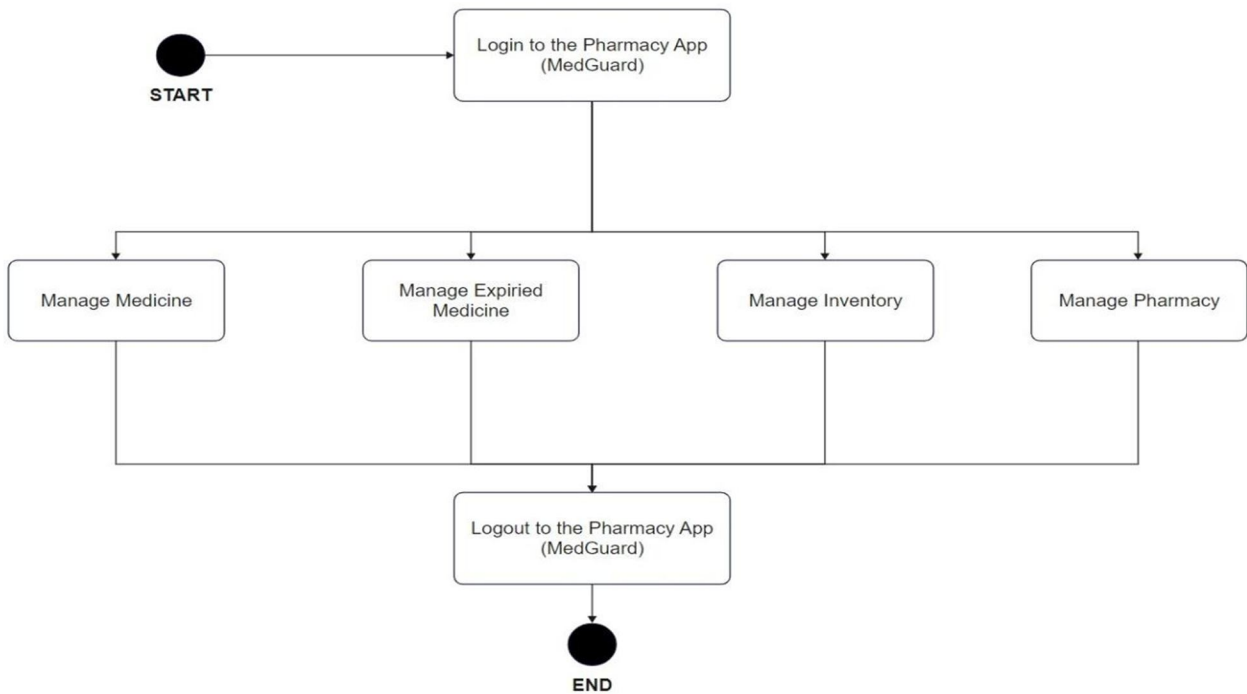 Login to the Pharmacy App
(MedGuard)
START
Manage Medicine
Manage Expiried
Medicine
Manage Inventory
Manage Pharmacy
Logout to the Pharmacy App
(MedGuard)
END